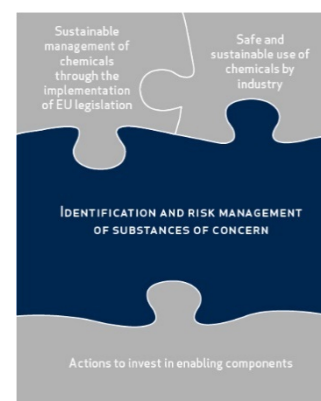 Sustainable
management of
chemicals
through the
implementation
of EU legislation
Safe and
sustainable use of
chemicals by
industry
IDENTIFICATION AND RISK MANAGEMENT
OF SUBSTANCES OF CONCERN
Actions to invest in enabling components